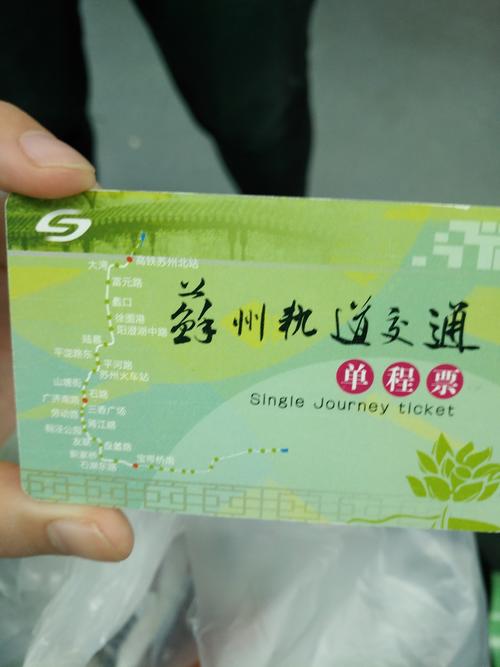 大湾
高铁苏州北站
富元路
蠡口
徐图港
阳澄湖中路
陆慕
平泷路东
平河路
苏州火车站
山塘街
石路
广济南路
三香广场
劳动路
胥江路
桐泾公园
友联
盘蠡路
新家桥
石湖东路
宝带桥南
蘇州軌道交通
单程票
Single Journey ticket